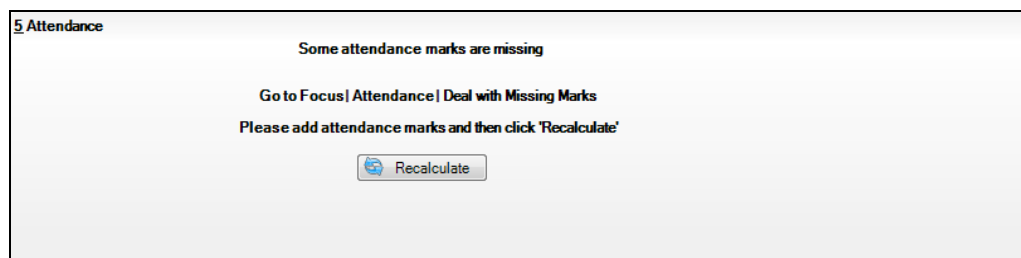 5 Attendance
Some attendance marks are missing
Go to Focus| Attendance| Deal with Missing Marks
Please add attendance marks and then click 'Recalculate'
Recalculate